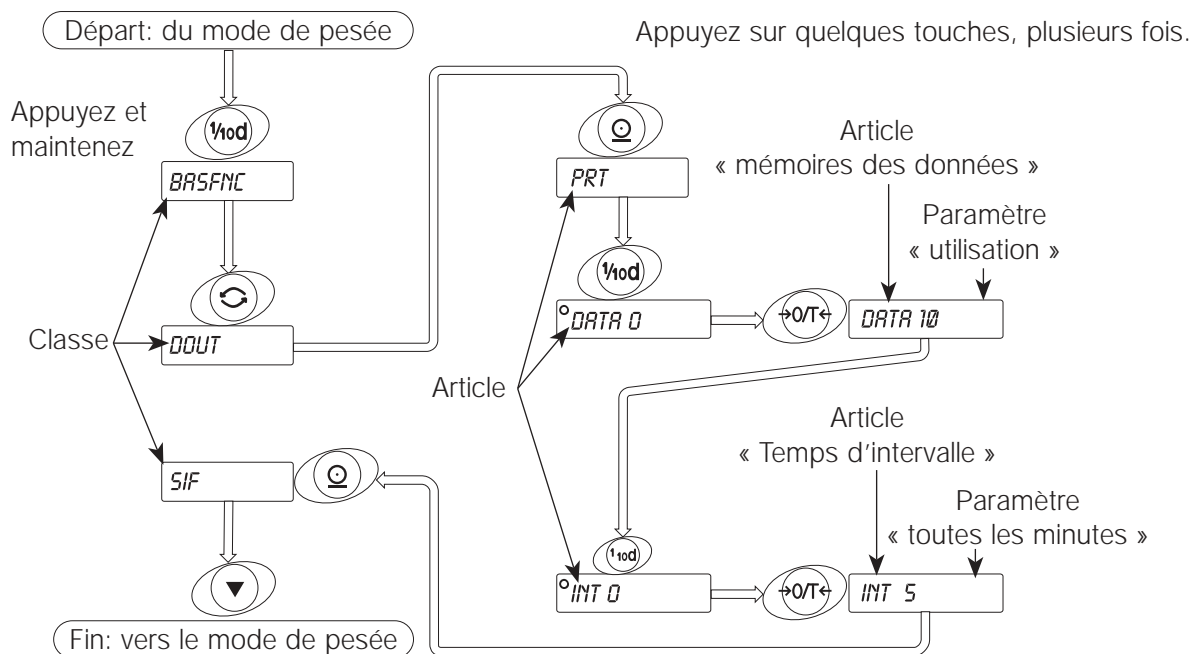 Départ: du mode de pesée
Appuyez sur quelques touches, plusieurs fois.
Appuyez et
maintenez
1/10d
BASFNC
DOUT
Classe
SIF
Fin: vers le mode de pesée
PRT
1/10d
DATA 0
→0/T←
DATA 10
Article
« mémoires des données »
Paramètre
« utilisation »
Article
Article
« Temps d'intervalle »
Paramètre
« toutes les minutes »
1 10d
INT 0
→0/T←
INT 5